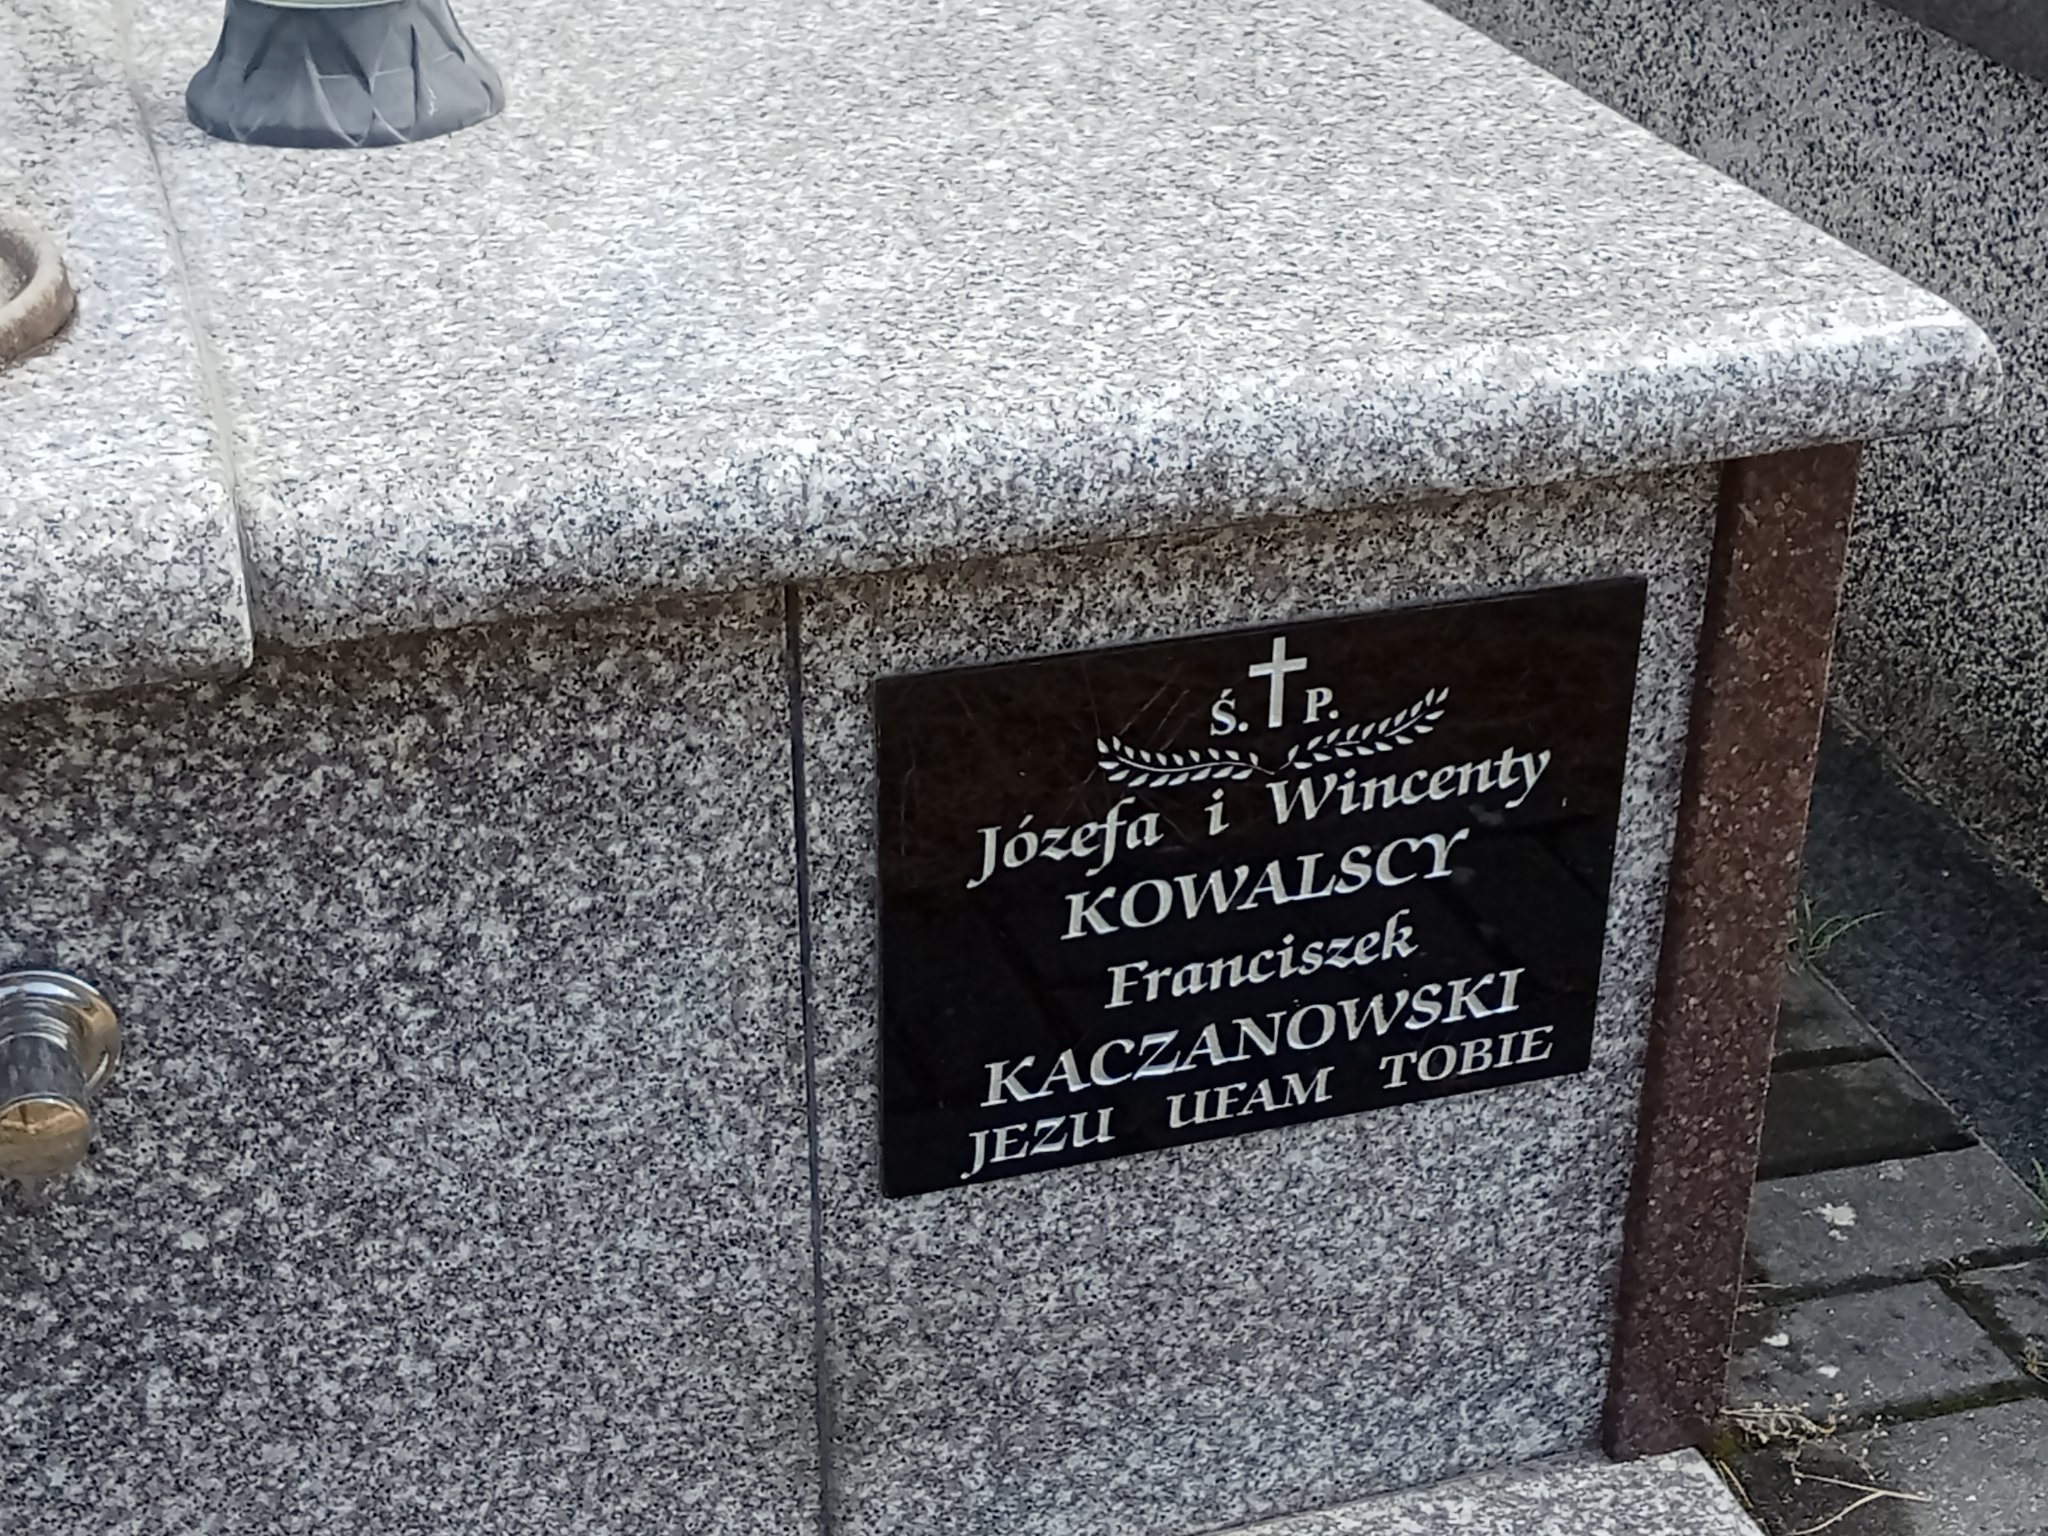 Ś. P.
Józefa i Wincenty
KOWALSCY
Franciszek
KACZANOWSKI
JEZU UFAM TOBIE